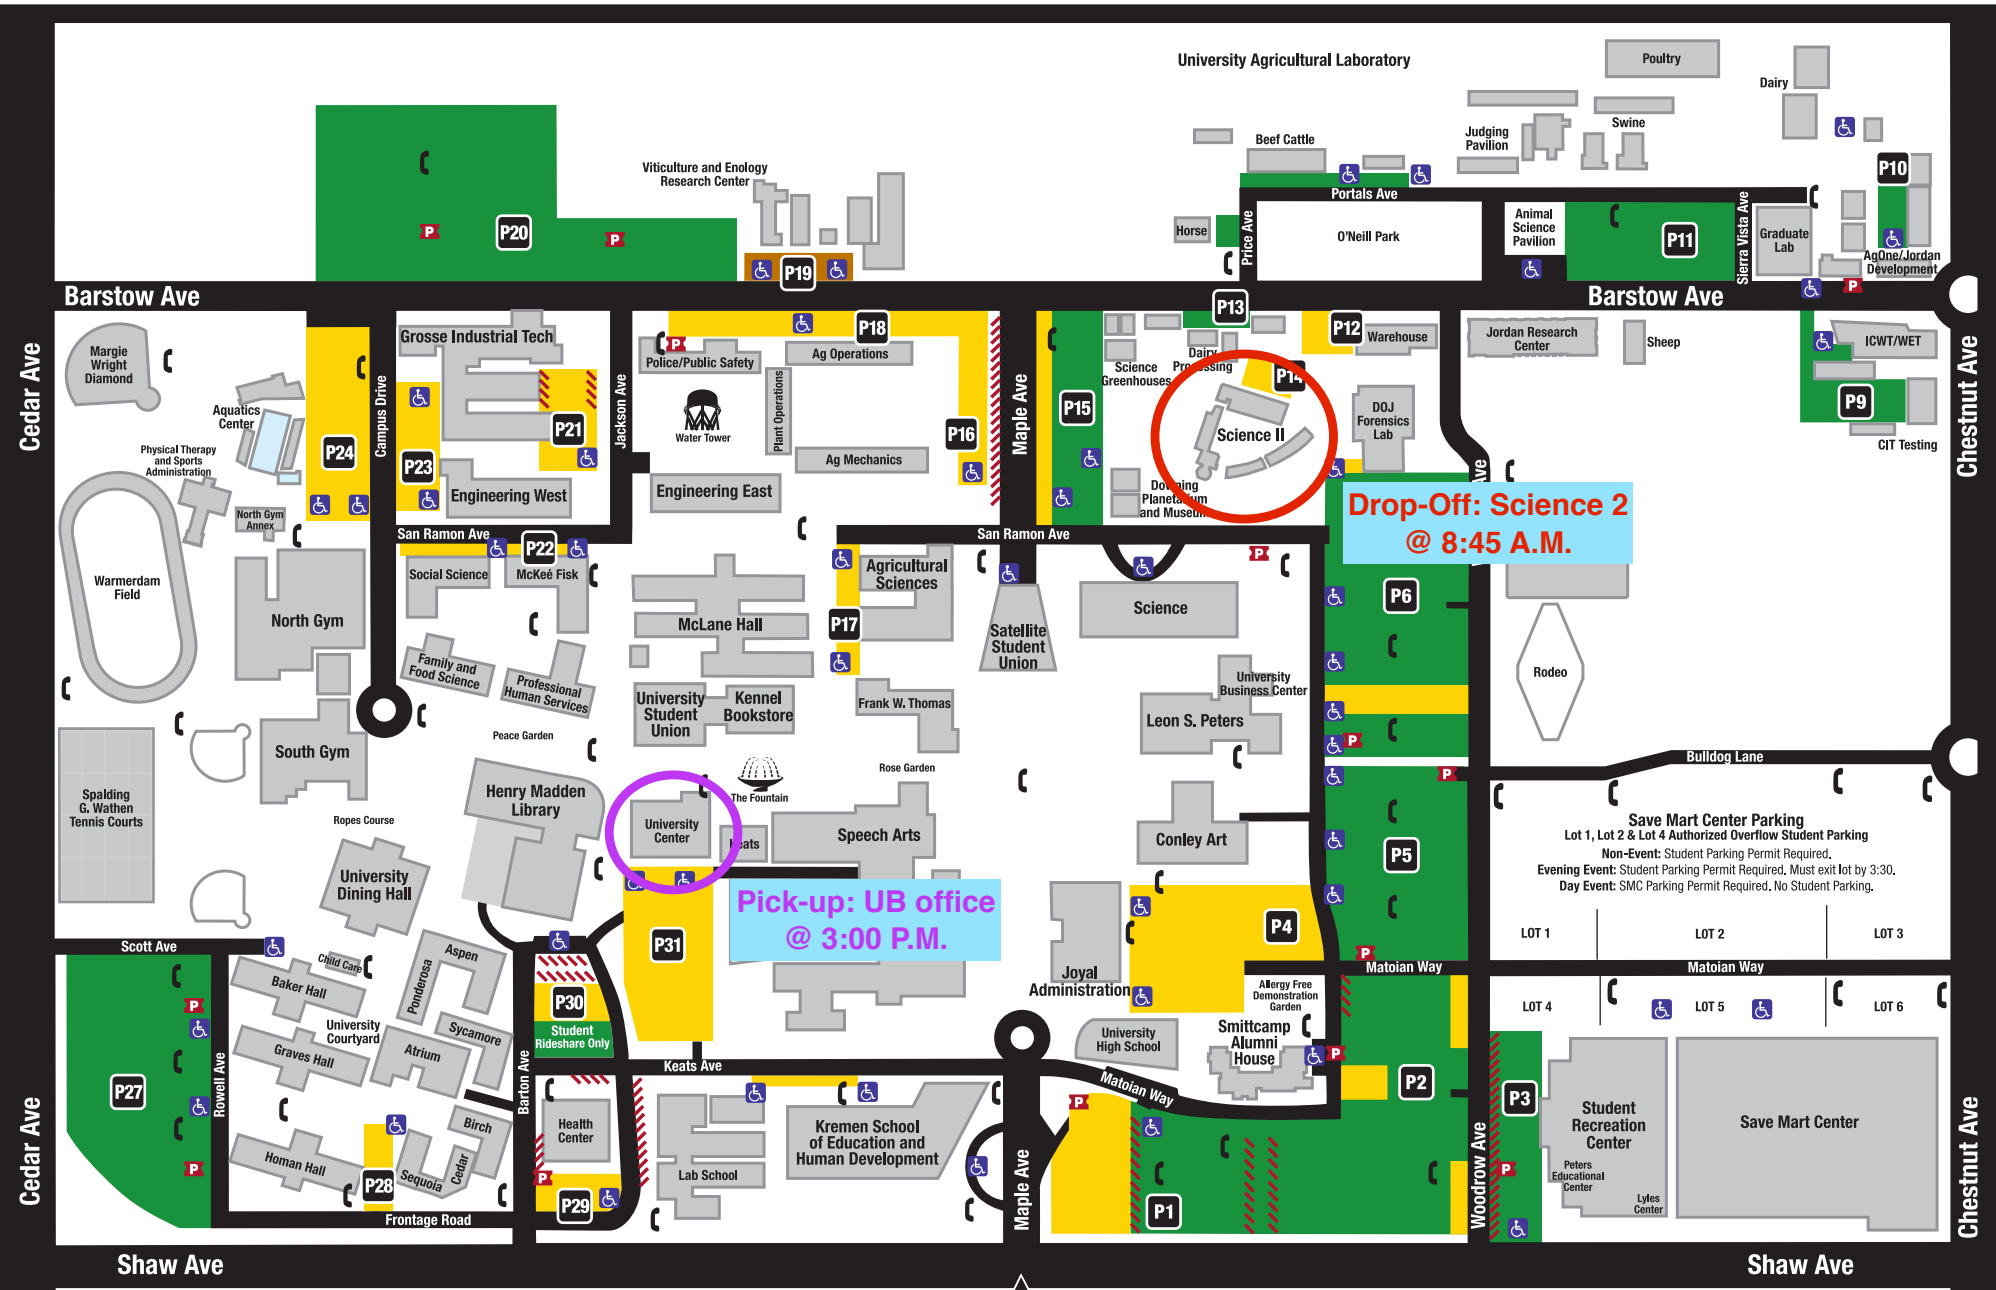 University Agricultural Laboratory
Poultry
Dairy
Swine
Judging
Pavilion
Beef Cattle
P10
Portals Ave
Viticulture and Enology
Research Center
P20
P
P
P19
Horse
Price Ave
O'Neill Park
Animal
Science
Pavilion
P11
Sierra Vista Ave
Graduate
Lab
AgOne/Jordan
Development
P
Barstow Ave
Barstow Ave
P13
Cedar Ave
Chestnut Ave
Margie
Wright
Diamond
Campus Drive
Grosse Industrial Tech
Jackson Ave
P
Police/Public Safety
P18
Ag Operations
Maple Ave
Science
Greenhouses
Dairy
Processing
P12
Warehouse
P14
Jordan Research
Center
Sheep
ICWT/WET
P9
CIT Testing
Aquatics
Center
P24
P23
P21
Plant Operations
Water Tower
P16
P15
Science II
DOJ
Forensics
Lab
Physical Therapy
and Sports
Administration
North Gym
Annex
Engineering West
Engineering East
Ag Mechanics
Downing
Planetarium
and Museum
Ave
Drop-Off: Science 2
@ 8:45 A.M.
San Ramon Ave
P22
San Ramon Ave
P
Warmerdam
Field
Social Science
McKee Fisk
Agricultural
Sciences
Science
P6
North Gym
McLane Hall
P17
Satellite
Student
Union
Family and
Food Science
Professional
Human Services
University
Business Center
Rodeo
University
Student
Union
Kennel
Bookstore
Frank W. Thomas
Leon S. Peters
Peace Garden
South Gym
Rose Garden
P
Bulldog Lane
P
Henry Madden
Library
The Fountain
Spalding
G. Wathen
Tennis Courts
Ropes Course
University
Center
Keats
Speech Arts
Conley Art
P5
Save Mart Center Parking
Lot 1, Lot 2 & Lot 4 Authorized Overflow Student Parking
Non-Event: Student Parking Permit Required.
Evening Event: Student Parking Permit Required. Must exit lot by 3:30.
Day Event: SMC Parking Permit Required. No Student Parking.
University
Dining Hall
Pick-up: UB office
@ 3:00 P.M.
P31
P4
LOT 1
LOT 2
LOT 3
Scott Ave
Child Care
Aspen
Ponderosa
P
Matoian Way
Matoian Way
Joyal
Administration
Baker Hall
P30
Student
Rideshare Only
Allergy Free
Demonstration
Garden
LOT 4
LOT 5
LOT 6
P
University
Courtyard
Sycamore
Graves Hall
Atrium
University
High School
Smittcamp
Alumni
House
P
Keats Ave
P27
Rowell Ave
Barton Ave
Matoian Way
P
P2
P3
Cedar Ave
Chestnut Ave
Birch
Health
Center
Kremen School
of Education and
Human Development
Student
Recreation
Center
Save Mart Center
Homan Hall
P28
Sequoia
Cedar
P
P
P29
Lab School
Maple Ave
P1
Woodrow Ave
P
Peters
Educational
Center
Lyles
Center
Frontage Road
Shaw Ave
Shaw Ave